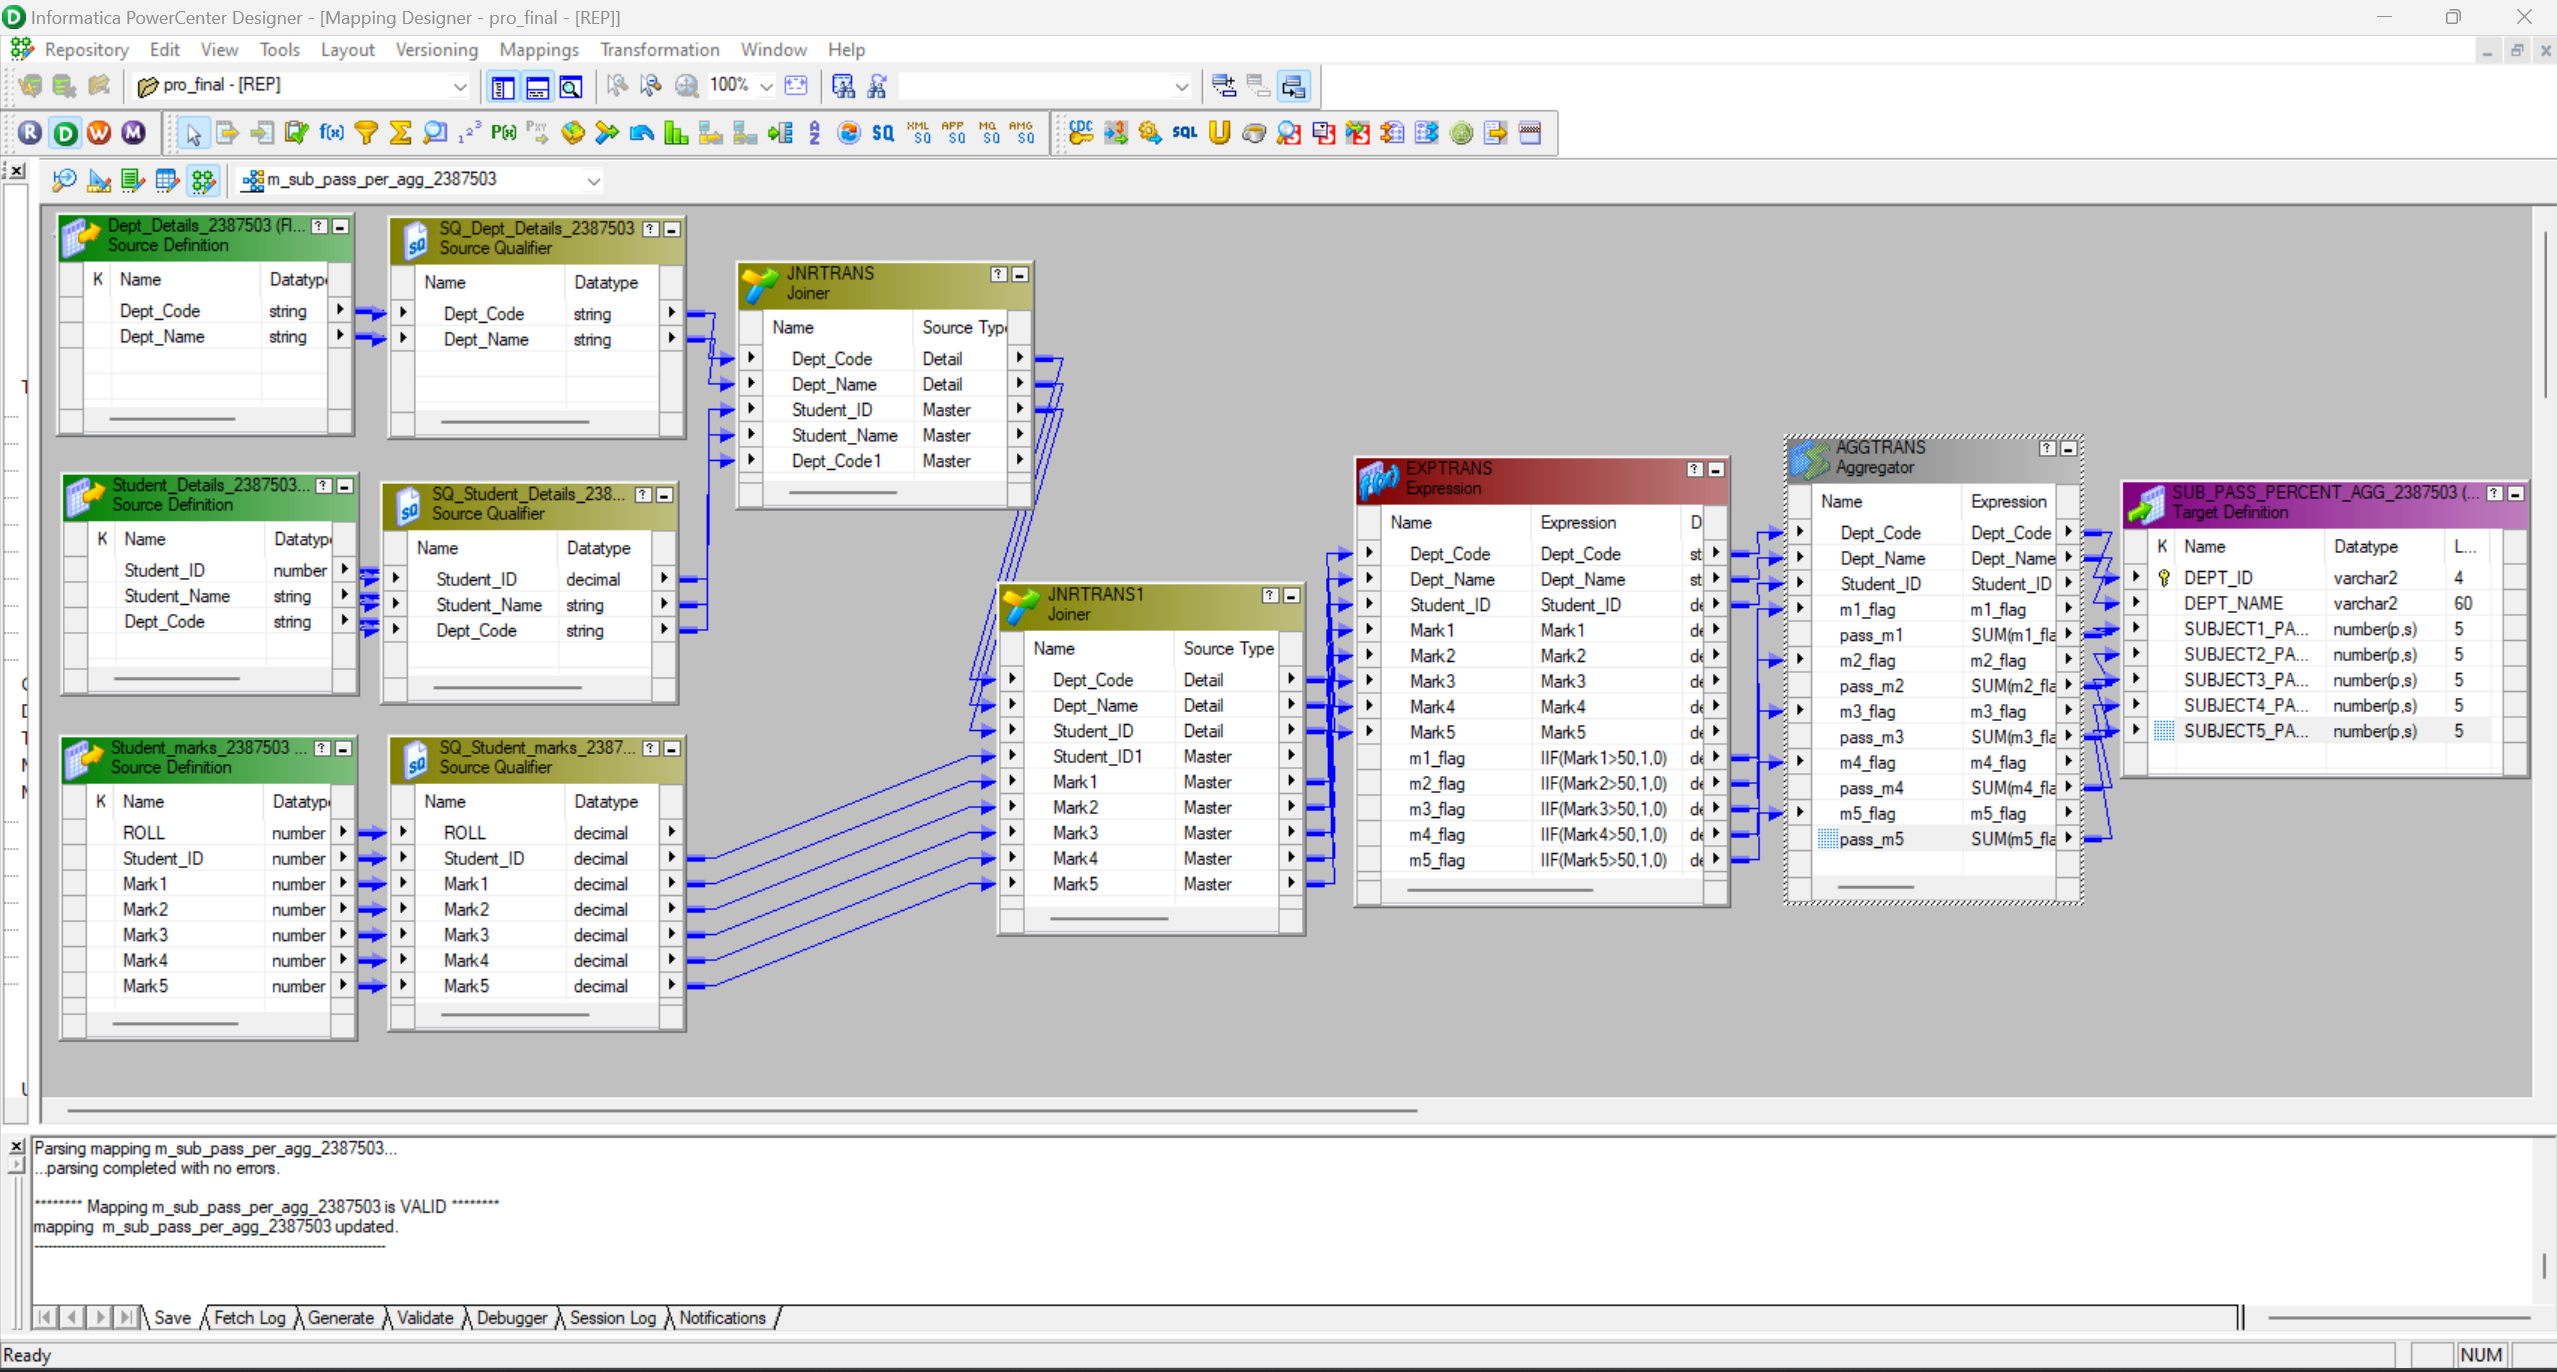 Informatica PowerCenter Designer - [Mapping Designer - pro_final - [REP]]
Repository Edit View Tools Layout Versioning Mappings Transformation Window Help
pro_final - [REP]
100%
m_sub_pass_per_agg_2387503
Dept_Details_2387503 (Fl...
Source Definition
K Name Datatyp
Dept_Code string
Dept_Name string
SQ_Dept_Details_2387503
Source Qualifier
Name Datatype
Dept_Code string
Dept_Name string
JNRTRANS
Joiner
Name Source Typ
Dept_Code Detail
Dept_Name Detail
Student_ID Master
Student_Name Master
Dept_Code1 Master
Student_Details_2387503...
Source Definition
K Name Datatyp
Student_ID number
Student_Name string
Dept_Code string
SQ_Student_Details_238...
Source Qualifier
Name Datatype
Student_ID decimal
Student_Name string
Dept_Code string
Student_marks_2387503 ...
Source Definition
K Name Datatyp
ROLL number
Student_ID number
Mark1 number
Mark2 number
Mark3 number
Mark4 number
Mark5 number
SQ_Student_marks_2387...
Source Qualifier
Name Datatype
ROLL decimal
Student_ID decimal
Mark1 decimal
Mark2 decimal
Mark3 decimal
Mark4 decimal
Mark5 decimal
JNRTRANS1
Joiner
Name Source Type
Dept_Code Detail
Dept_Name Detail
Student_ID Detail
Student_ID1 Master
Mark1 Master
Mark2 Master
Mark3 Master
Mark4 Master
Mark5 Master
EXPTRANS
Expression
Name Expression D
Dept_Code Dept_Code st
Dept_Name Dept_Name st
Student_ID Student_ID de
Mark1 Mark1 de
Mark2 Mark2 de
Mark3 Mark3 de
Mark4 Mark4 de
Mark5 Mark5 de
m1_flag IIF(Mark1>50,1,0) de
m2_flag IIF(Mark2>50,1,0) de
m3_flag IIF(Mark3>50,1,0) de
m4_flag IIF(Mark4>50,1,0) de
m5_flag IIF(Mark5>50,1,0) de
AGGTRANS
Aggregator
Name Expression
Dept_Code Dept_Code
Dept_Name Dept_Name
Student_ID Student_ID
m1_flag m1_flag
pass_m1 SUM(m1_fla
m2_flag m2_flag
pass_m2 SUM(m2_fla
m3_flag m3_flag
pass_m3 SUM(m3_fla
m4_flag m4_flag
pass_m4 SUM(m4_fla
m5_flag m5_flag
pass_m5 SUM(m5_fla
SUB_PASS_PERCENT_AGG_2387503 (...
Target Definition
K Name Datatype L...
DEPT_ID varchar2 4
DEPT_NAME varchar2 60
SUBJECT1_PA... number(p,s) 5
SUBJECT2_PA... number(p,s) 5
SUBJECT3_PA... number(p,s) 5
SUBJECT4_PA... number(p,s) 5
SUBJECT5_PA... number(p,s) 5
Parsing mapping m_sub_pass_per_agg_2387503...
...parsing completed with no errors.
******** Mapping m_sub_pass_per_agg_2387503 is VALID ********
mapping m_sub_pass_per_agg_2387503 updated.
Save Fetch Log Generate Validate Debugger Session Log Notifications
Ready NUM